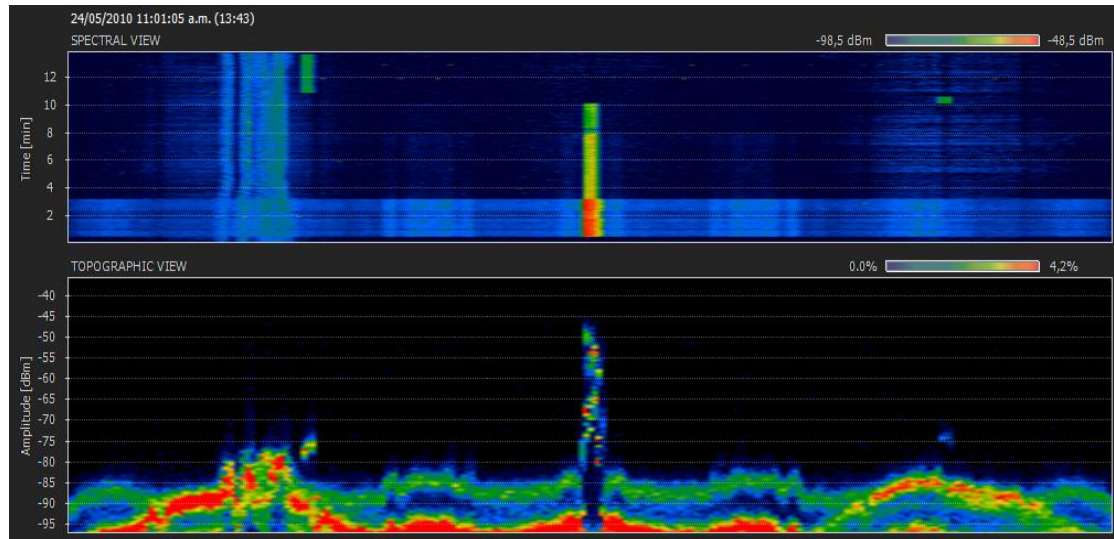 24/05/2010 11:01:05 a.m. (13:43)
SPECTRAL VIEW
-98,5 dBm
-48,5 dBm
Time [min]
12
10
8
6
4
2
TOPOGRAPHIC VIEW
0.0%
4,2%
Amplitude [dBm]
-40
-45
-50
-55
-60
-65
-70
-75
-80
-85
-90
-95